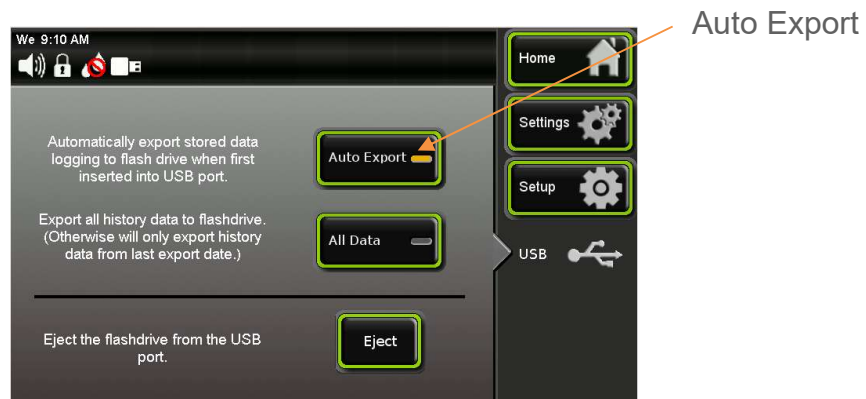 Auto Export
We 9:10 AM
Home
Automatically export stored data
logging to flash drive when first
inserted into USB port.
Auto Export
Settings
Setup
Export all history data to flashdrive.
(Otherwise will only export history
data from last export date.)
All Data
USB
Eject the flashdrive from the USB
port.
Eject